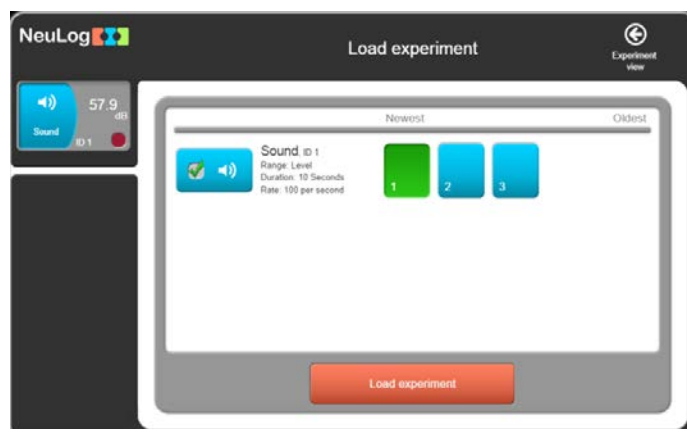 NeuLog
Load experiment
Experiment view
57.9
dB
Sound
ID 1
Newest
Oldest
Sound, ID 1
Range: Level
Duration: 10 Seconds
Rate: 100 per second
1
2
3
Load experiment